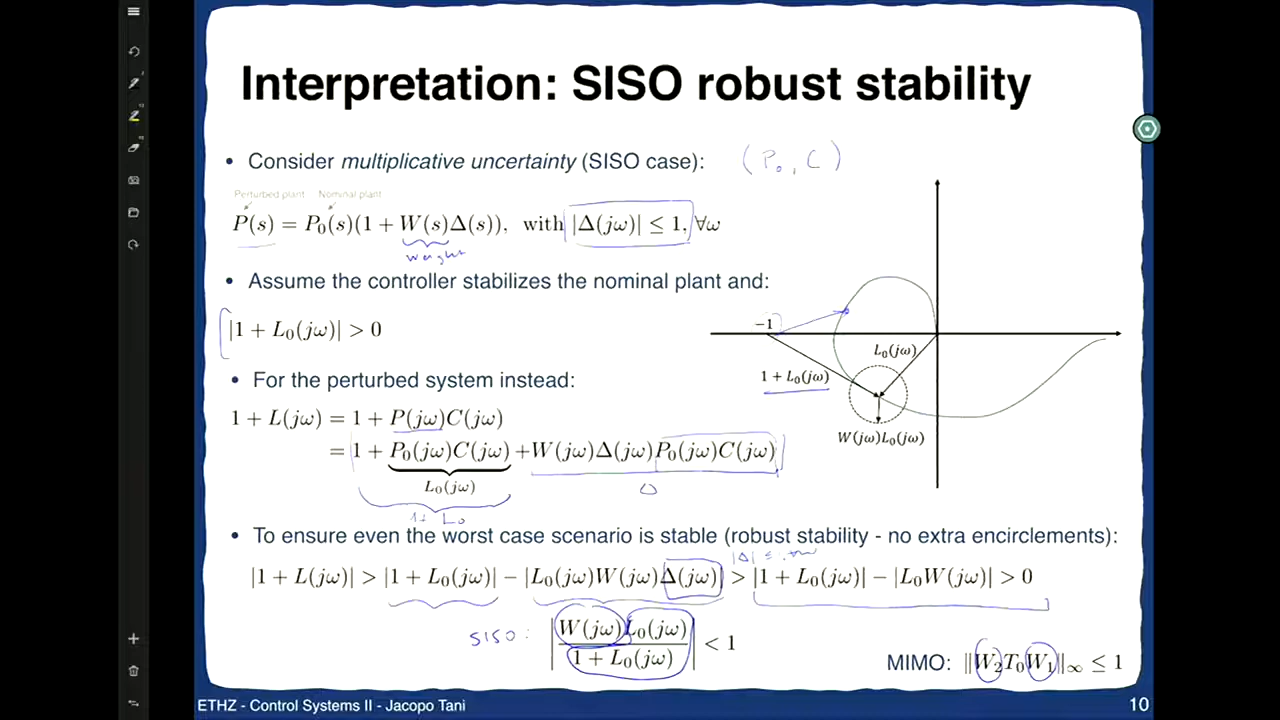 Interpretation: SISO robust stability
• Consider multiplicative uncertainty (SISO case): (P₀, C)
Perturbed plant Nominal plant
P(s) = P₀(s)(1 + W(s)Δ(s)), with |Δ(jω)| ≤ 1, ∀ω
weight
• Assume the controller stabilizes the nominal plant and:
|1 + L₀(jω)| > 0
−1
L₀(jω)
1 + L₀(jω)
W(jω)L₀(jω)
• For the perturbed system instead:
1 + L(jω) = 1 + P(jω)C(jω)
= 1 + P₀(jω)C(jω) + W(jω)Δ(jω)P₀(jω)C(jω)
L₀(jω)
1 + L₀
• To ensure even the worst case scenario is stable (robust stability - no extra encirclements):
|1 + L(jω)| > |1 + L₀(jω)| − |L₀(jω)W(jω)Δ(jω)| > |1 + L₀(jω)| − |L₀W(jω)| > 0
SISO: |W(jω)L₀(jω) / 1 + L₀(jω)| < 1
MIMO: ‖W₂T₀W₁‖∞ ≤ 1
ETHZ - Control Systems II - Jacopo Tani
10